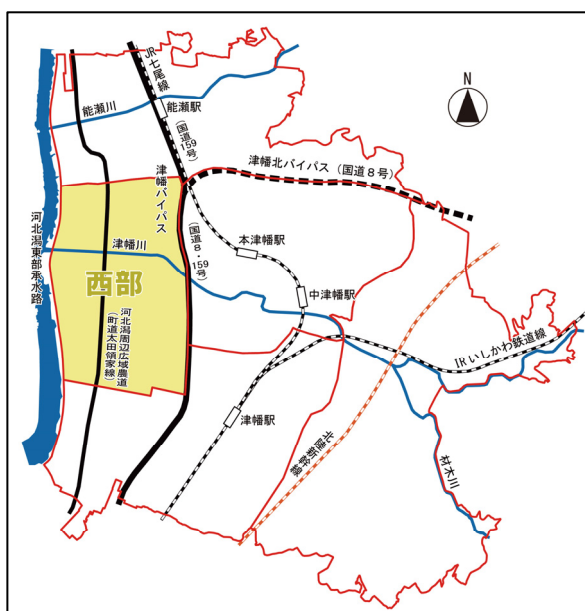 JR七尾線
能瀬川
能瀬駅
(国道159号)
N
津幡北バイパス(国道8号)
津幡バイパス
(国道8・159号)
河北潟東部承水路
津幡川
本津幡駅
中津幡駅
西部
河北潟周辺広域農道
(町道太田領家線)
IRいしかわ鉄道線
津幡駅
北陸新幹線
材木川